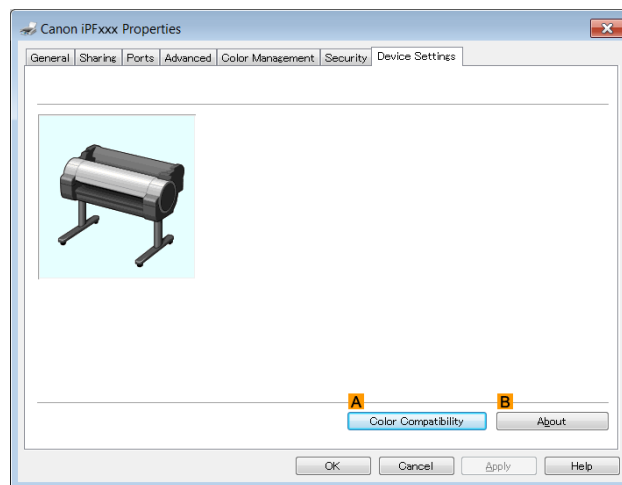 Canon iPFxxx Properties
General Sharing Ports Advanced Color Management Security Device Settings
A B
Color Compatibility About
OK Cancel Apply Help